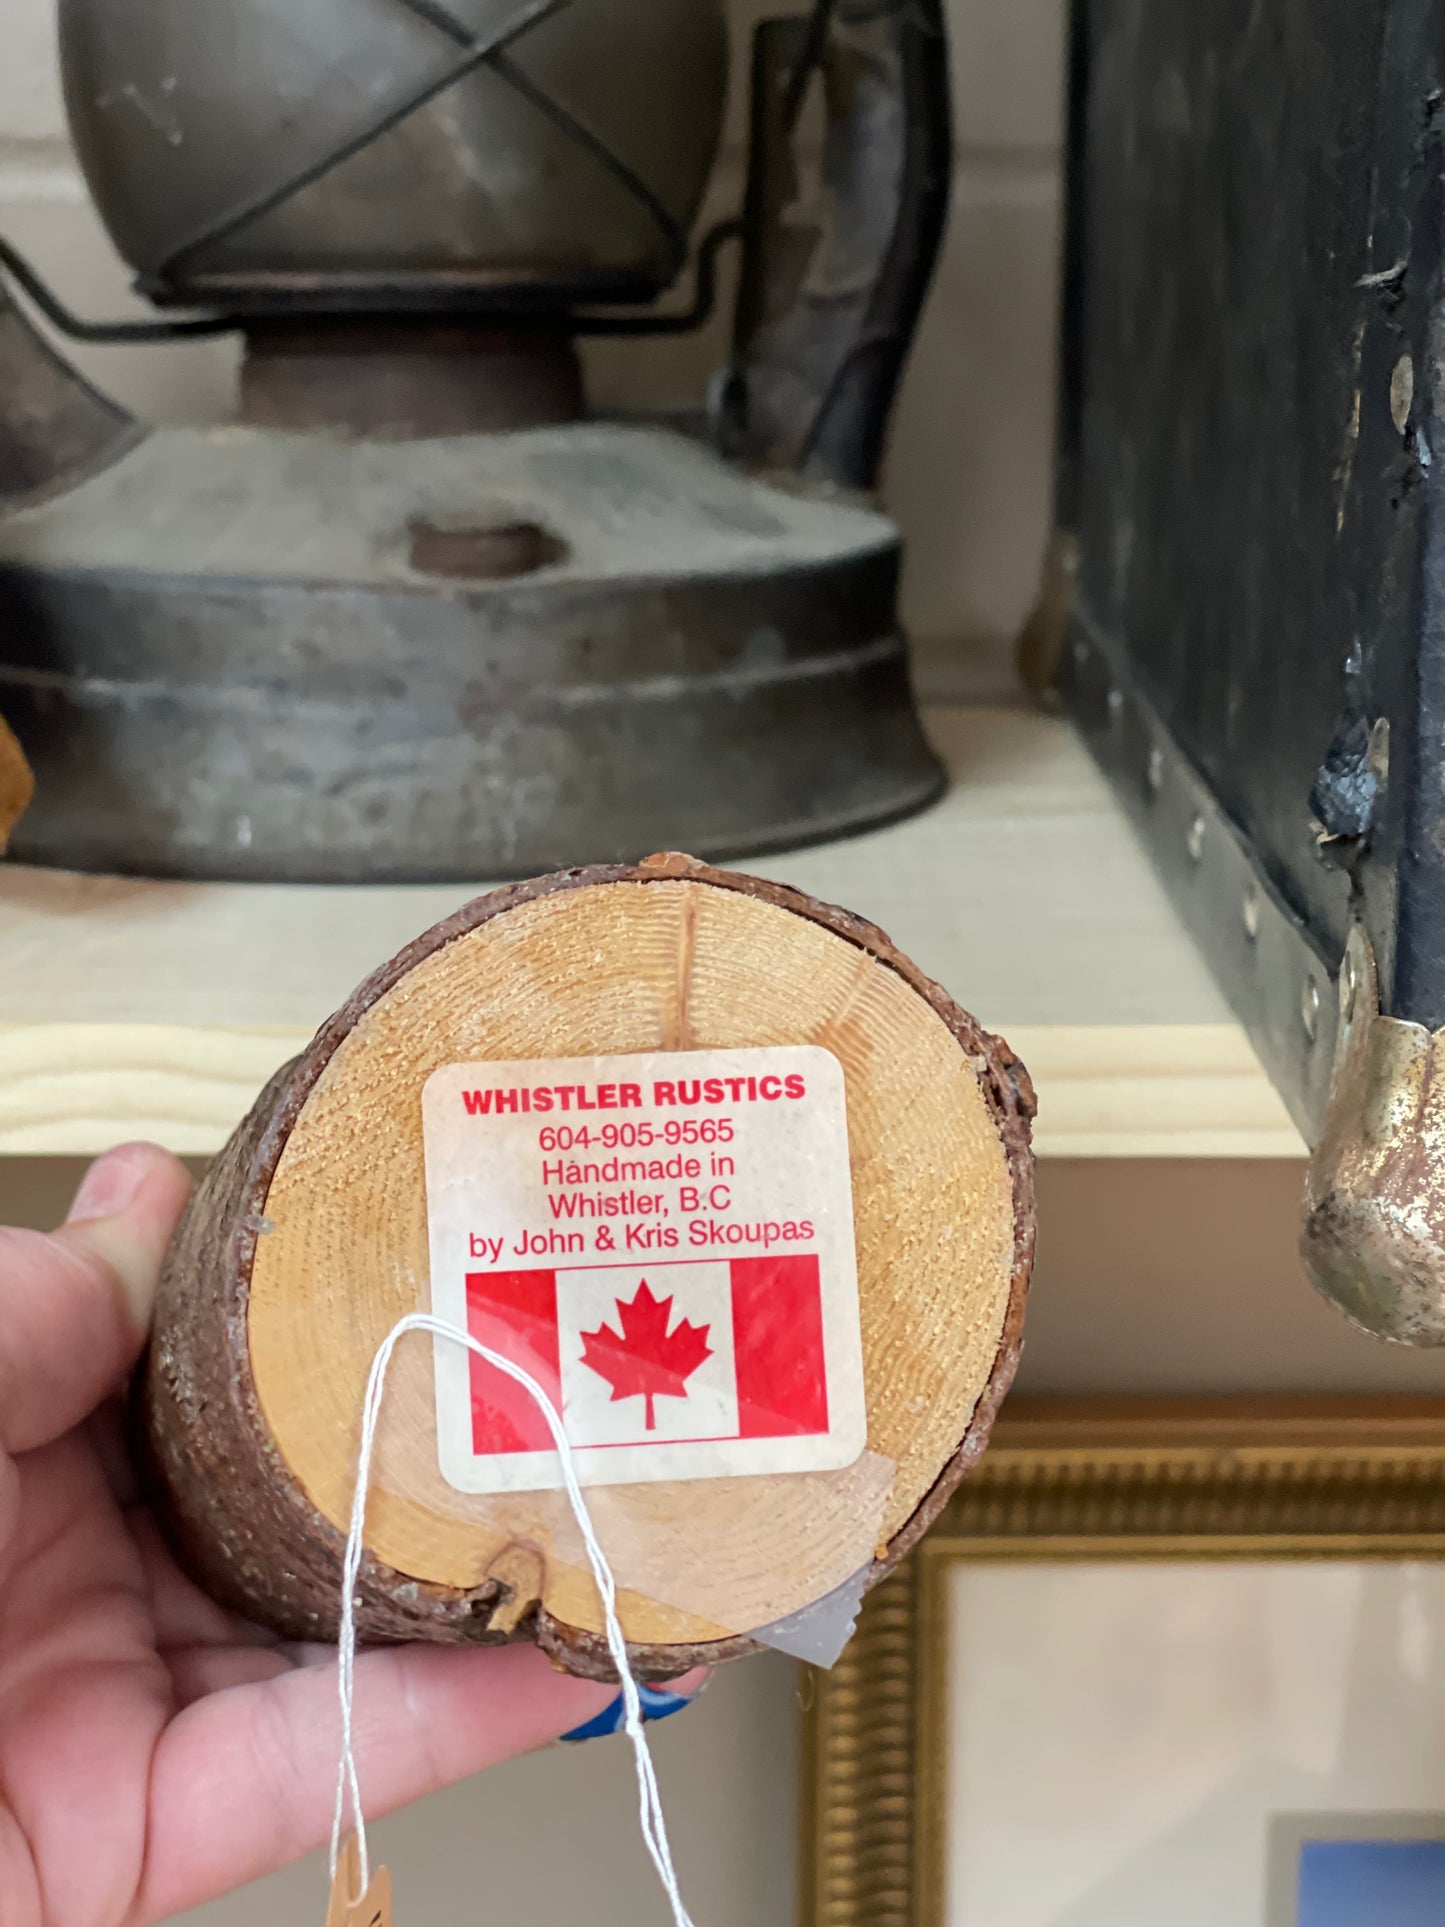 WHISTLER RUSTICS
604-905-9565
Handmade in
Whistler, B.C
by John & Kris Skoupas